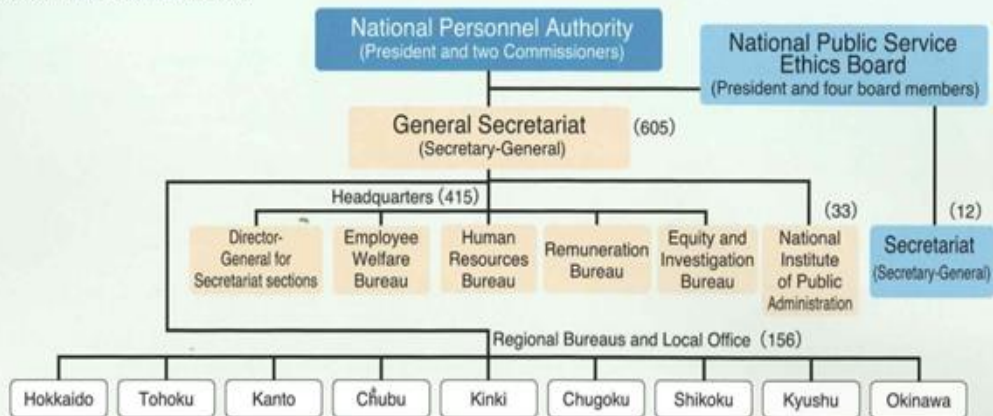 National Personnel Authority
(President and two Commissioners)
National Public Service
Ethics Board
(President and four board members)
General Secretariat
(Secretary-General)
(605)
Headquarters (415)
(33)
(12)
Director-
General for
Secretariat sections
Employee
Welfare
Bureau
Human
Resources
Bureau
Remuneration
Bureau
Equity and
Investigation
Bureau
National
Institute
of Public
Administration
Secretariat
(Secretary-General)
Regional Bureaus and Local Office (156)
Hokkaido
Tohoku
Kanto
Chubu
Kinki
Chugoku
Shikoku
Kyushu
Okinawa